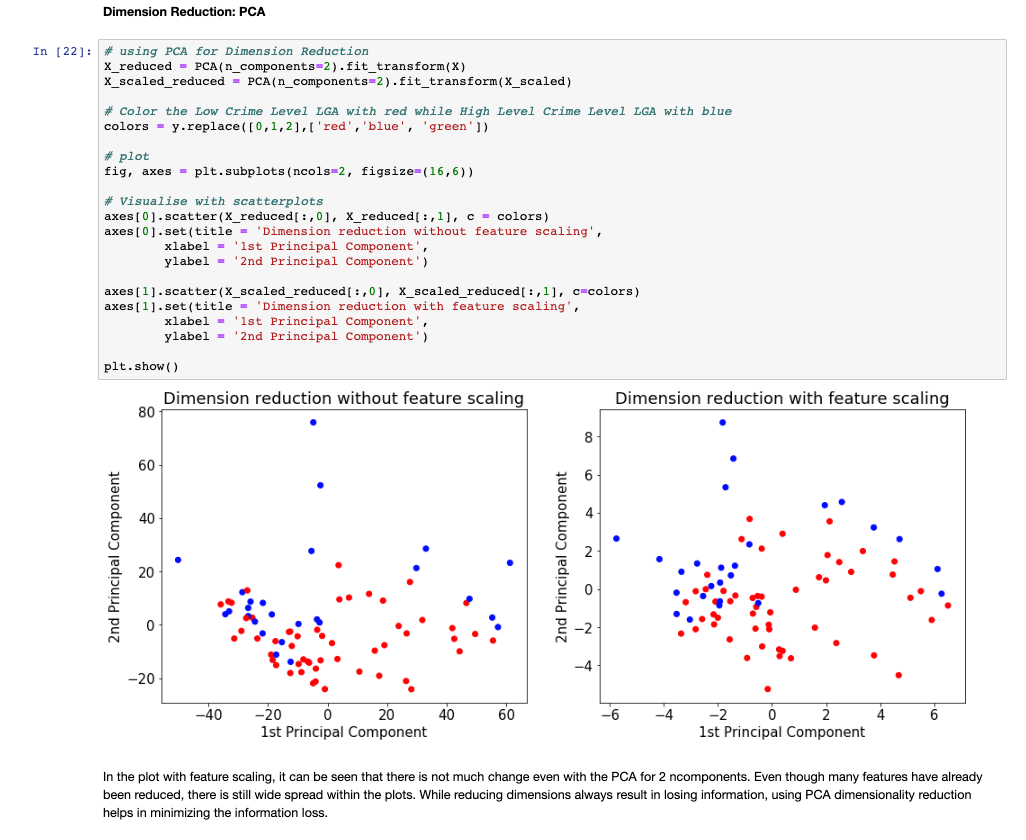 Dimension Reduction: PCA
In [22]:
# using PCA for Dimension Reduction
X_reduced = PCA(n_components=2).fit_transform(X)
X_scaled_reduced = PCA(n_components=2).fit_transform(X_scaled)
# Color the Low Crime Level LGA with red while High Level Crime Level LGA with blue
colors = y.replace([0,1,2],['red','blue', 'green'])
# plot
fig, axes = plt.subplots(ncols=2, figsize=(16,6))
# Visualise with scatterplots
axes[0].scatter(X_reduced[:,0], X_reduced[:,1], c = colors)
axes[0].set(title = 'Dimension reduction without feature scaling',
xlabel = '1st Principal Component',
ylabel = '2nd Principal Component')
axes[1].scatter(X_scaled_reduced[:,0], X_scaled_reduced[:,1], c=colors)
axes[1].set(title = 'Dimension reduction with feature scaling',
xlabel = '1st Principal Component',
ylabel = '2nd Principal Component')
plt.show()
Dimension reduction without feature scaling
80
60
40
20
0
−20
2nd Principal Component
−40 −20 0 20 40 60
1st Principal Component
Dimension reduction with feature scaling
8
6
4
2
0
−2
−4
2nd Principal Component
−6 −4 −2 0 2 4 6
1st Principal Component
In the plot with feature scaling, it can be seen that there is not much change even with the PCA for 2 ncomponents. Even though many features have already
been reduced, there is still wide spread within the plots. While reducing dimensions always result in losing information, using PCA dimensionality reduction
helps in minimizing the information loss.